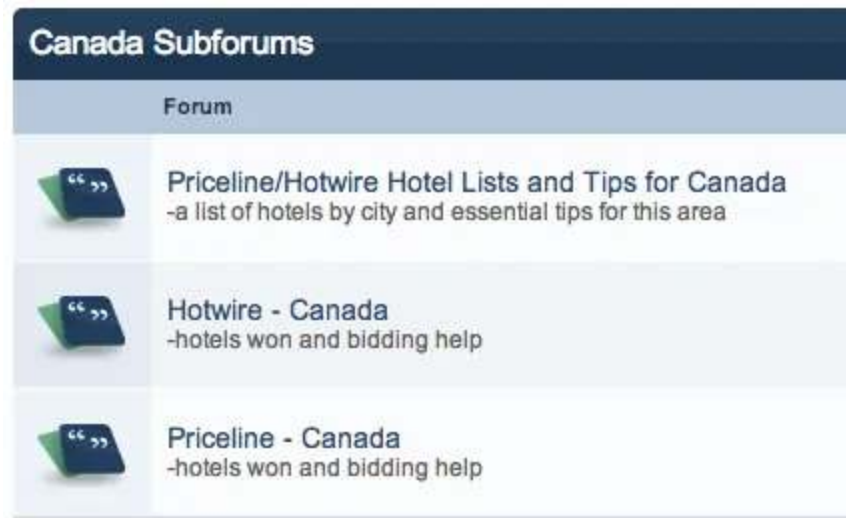 Canada Subforums
Forum
Priceline/Hotwire Hotel Lists and Tips for Canada
-a list of hotels by city and essential tips for this area
Hotwire - Canada
-hotels won and bidding help
Priceline - Canada
-hotels won and bidding help